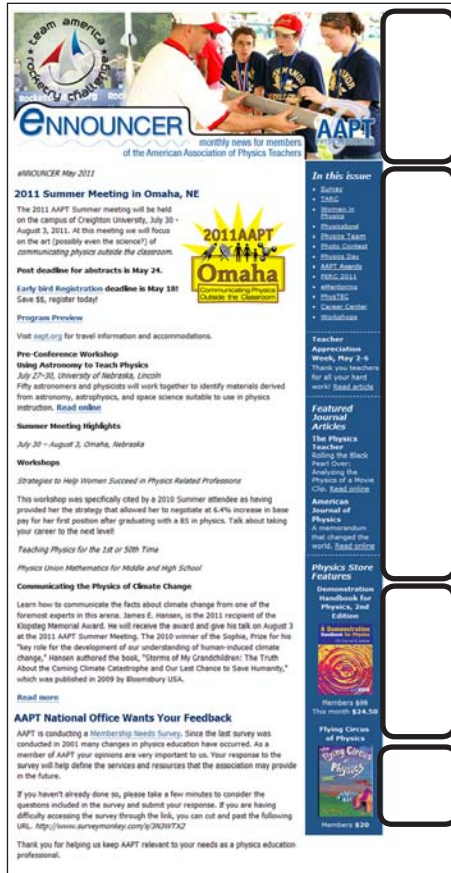 team america
rocketry challenge
eNNOUNCER
AAPT
monthly news for members
of the American Association of Physics Teachers
eNNOUNCER May 2011
2011 Summer Meeting in Omaha, NE
The 2011 AAPT Summer meeting will be held
on the campus of Creighton University, July 30 -
August 3, 2011. At this meeting we will focus
on the art (possibly even the science?) of
communicating physics outside the classroom.
Post deadline for abstracts is May 24.
Early bird Registration deadline is May 18!
Save $$, register today!
Program Preview
Visit aapt.org for travel information and accommodations.
2011AAPT
Omaha
Communicating Physics
Outside the Classroom
Pre-Conference Workshop
Using Astronomy to Teach Physics
July 27-30, University of Nebraska, Lincoln
Fifty astronomers and physicists will work together to identify materials derived
from astronomy, astrophysics, and space science suitable to use in physics
instruction. Read online
Summer Meeting Highlights
July 30 – August 3, Omaha, Nebraska
Workshops
Strategies to Help Women Succeed in Physics Related Professions
This workshop was specifically cited by a 2010 Summer attendee as having
provided her the strategy that allowed her to negotiate at 6.4% increase in base
pay for her first position after graduating with a BS in physics. Talk about taking
your career to the next level!
Teaching Physics for the 1st or 50th Time
Physics Union Mathematics for Middle and High School
Communicating the Physics of Climate Change
Learn how to communicate the facts about climate change from one of the
foremost experts in this arena. James E. Hansen, is the 2011 recipient of the
Klopsteg Memorial Award. He will receive the award and give his talk on August 3
at the 2011 AAPT Summer Meeting. The 2010 winner of the Sophie, Prize for his
"key role for the development of our understanding of human-induced climate
change," Hansen authored the book, "Storms of My Grandchildren: The Truth
About the Coming Climate Catastrophe and Our Last Chance to Save Humanity,"
which was published in 2009 by Bloomsbury USA.
Read more
AAPT National Office Wants Your Feedback
AAPT is conducting a Membership Needs Survey. Since the last survey was
conducted in 2001 many changes in physics education have occurred. As a
member of AAPT your opinions are very important to us. Your response to the
survey will help define the services and resources that the association may provide
in the future.
If you haven't already done so, please take a few minutes to consider the
questions included in the survey and submit your response. If you are having
difficulty accessing the survey through the link, you can cut and past the following
URL. http://www.surveymonkey.com/s/2N2WTX2
Thank you for helping us keep AAPT relevant to your needs as a physics education
professional.
In this issue
Survey
TARC
Women in
Physics
Physicsbowl
Physics Team
Photo Contest
Physics Day
AAPT Awards
PERC 2011
eMentoring
PhysTEC
Career Center
Workshops
Teacher
Appreciation
Week, May 2-6
Thank you teachers
for all your hard
work! Read article
Featured
Journal
Articles
The Physics
Teacher
Rolling the Black
Pearl Over:
Analyzing the
Physics of a Movie
Clip. Read online
American
Journal of
Physics
A memorandum
that changed the
world. Read online
Physics Store
Features
Demonstration
Handbook for
Physics, 2nd
Edition
A Demonstration
Handbook for Physics
Members $35
This month $24.50
Flying Circus
of Physics
The Flying Circus
of Physics
Members $20